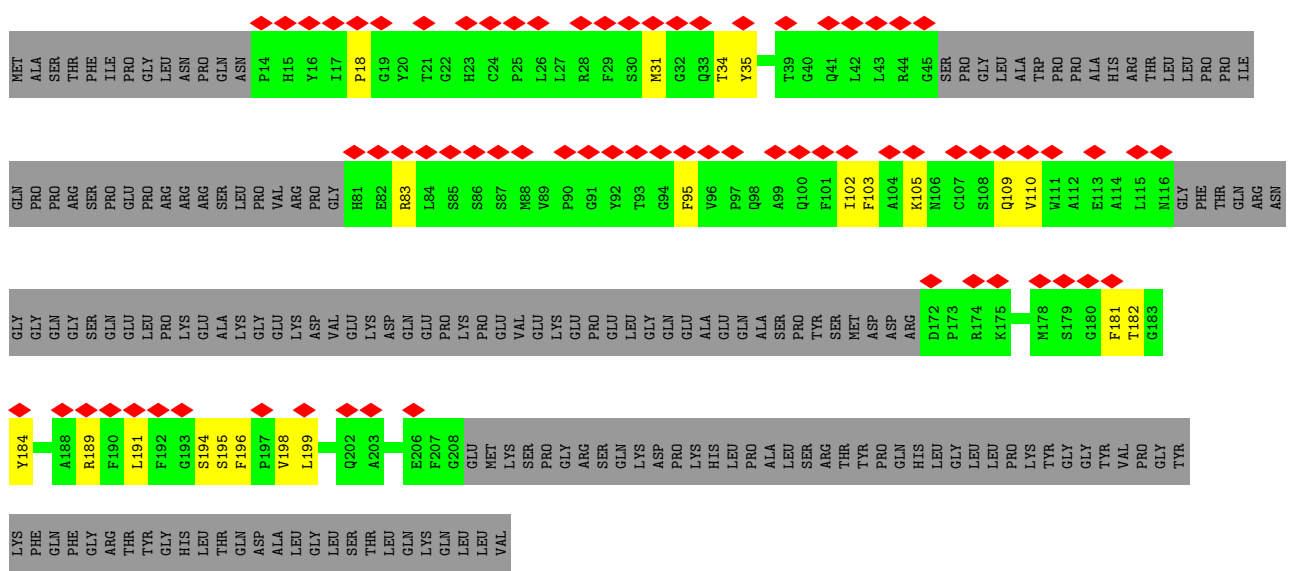 MET ALA SER THR PHE ILE PRO GLY LEU ASN PRO GLN ASN P14 H15 Y16 I17 P18 G19 Y20 T21 G22 H23 C24 P25 L26 L27 R28 F29 S30 M31 G32 Q33 T34 Y35 T39 G40 Q41 L42 L43 R44 G45 SER PRO GLY LEU ALA TRP PRO PRO ALA HIS ARG THR LEU LEU PRO PRO ILE
GLN PRO PRO ARG SER PRO GLU PRO ARG ARG ARG SER LEU PRO VAL ARG PRO GLY H81 E82 R83 L84 S85 S86 S87 M88 V89 P90 G91 Y92 T93 G94 F95 V96 P97 Q98 A99 Q100 F101 I102 F103 A104 K105 N106 C107 S108 Q109 V110 W111 A112 E113 A114 L115 N116 GLY PHE THR GLN ARG ASN
GLY GLY GLN GLY SER GLN GLU LEU PRO LYS GLU ALA LYS GLY GLU LYS ASP VAL GLU LYS ASP GLN GLU PRO LYS PRO GLU VAL GLU LYS GLU PRO GLU LEU GLY GLN GLU ALA GLU GLN ALA SER PRO TYR SER MET ASP ASP ARG D172 P173 R174 K175 M178 S179 G180 F181 T182 G183
Y184 A188 R189 F190 L191 F192 G193 S194 S195 F196 P197 V198 L199 Q202 A203 E206 F207 G208 GLU MET LYS SER PRO GLY ARG SER GLN LYS ASP PRO LYS HIS LEU PRO ALA LEU SER ARG THR TYR PRO GLN HIS LEU GLY LEU LEU PRO LYS TYR GLY GLY TYR VAL PRO GLY TYR
LYS PHE GLN PHE GLY ARG THR TYR GLY HIS LEU THR GLN ASP ALA LEU GLY LEU SER THR LEU GLN LYS GLN LEU LEU VAL